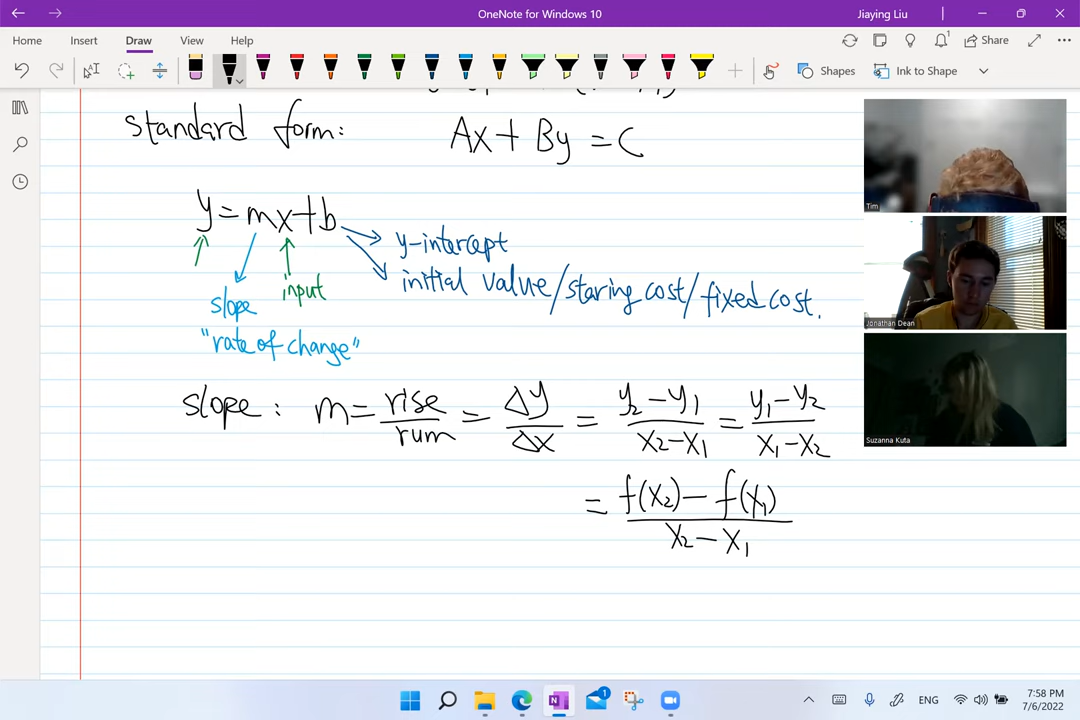 OneNote for Windows 10
Jiaying Liu
Home Insert Draw View Help
Share
Shapes
Ink to Shape
standard form: Ax + By = C
y = mx + b
y-intercept
initial value/staring cost/fixed cost.
input
slope
"rate of change"
slope: m = rise/rum = Δy/Δx = y₂-y₁/x₂-x₁ = y₁-y₂/x₁-x₂
= f(x₂) - f(x₁)/x₂ - x₁
Tim
Jonathan Dean
Suzanna Kuta
1
ENG
7:58 PM
7/6/2022